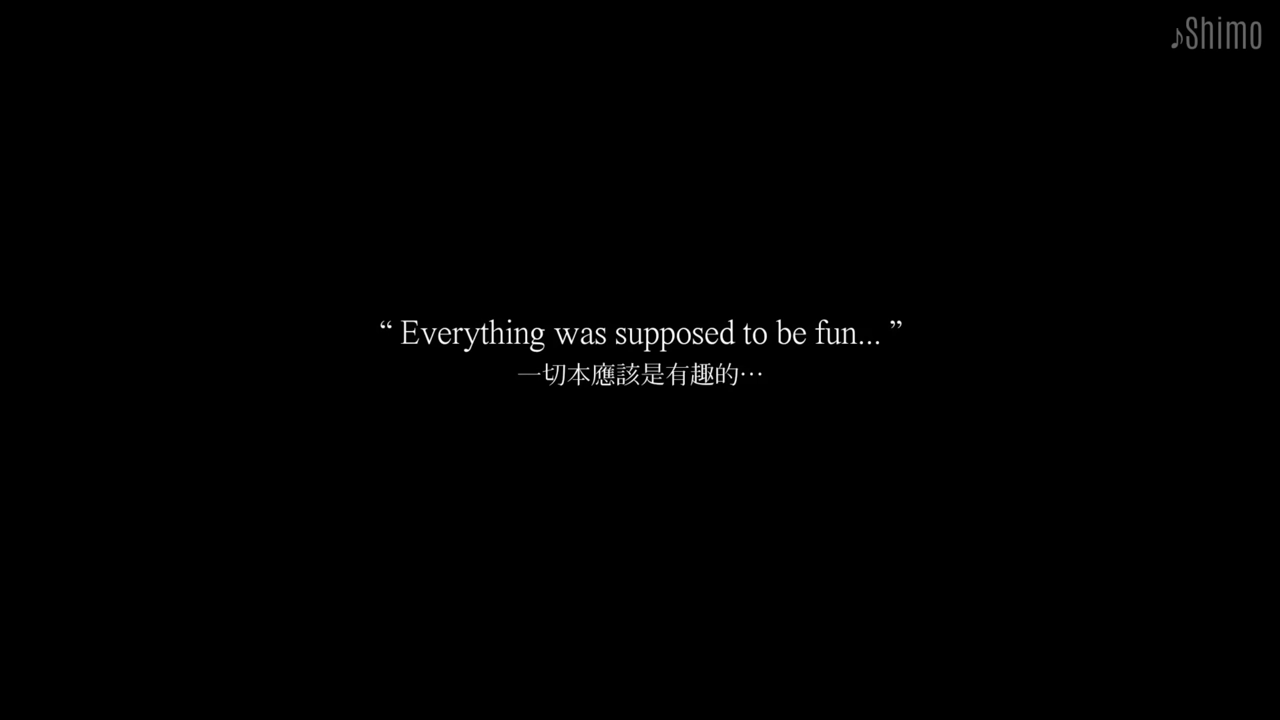 ♪Shimo
“ Everything was supposed to be fun... ”
一切本應該是有趣的⋯